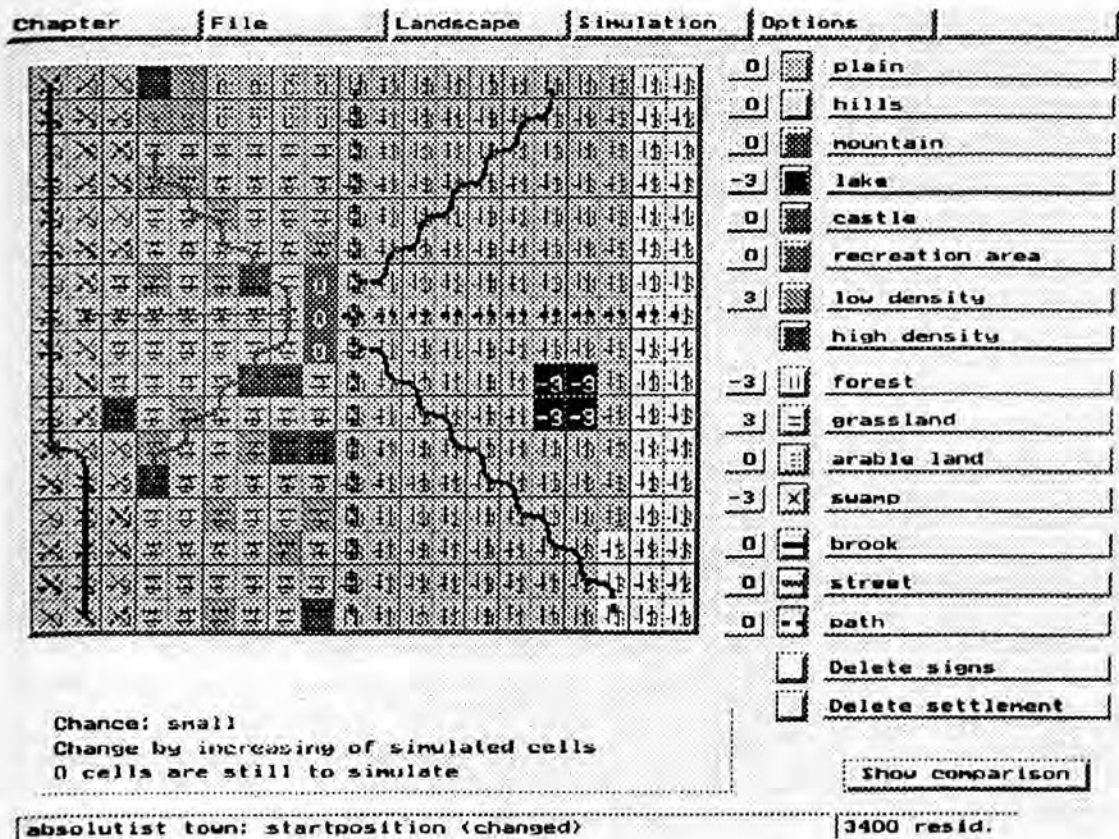 Chapter File Landscape Simulation Options
0 plain
0 hills
0 mountain
-3 lake
0 castle
0 recreation area
3 low density
high density
-3 forest
3 grassland
0 arable land
-3 swamp
0 brook
0 street
0 path
Delete signs
Delete settlement
-3 -3
-3 -3
Chance: small
Change by increasing of simulated cells
0 cells are still to simulate
Show comparison
absolutist town: startposition (changed) 3400 resid.